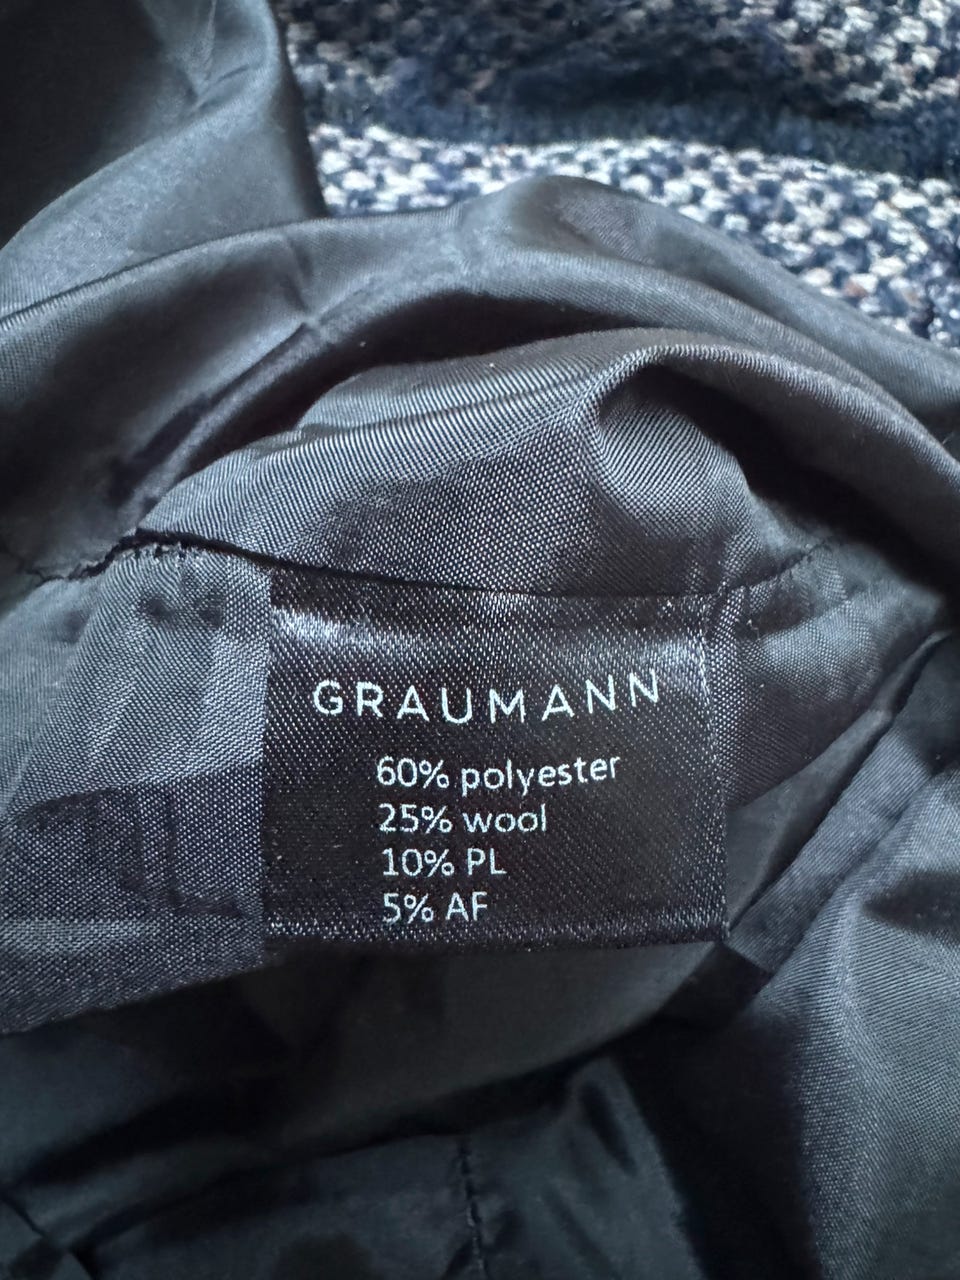 GRAUMANN
60% polyester
25% wool
10% PL
5% AF